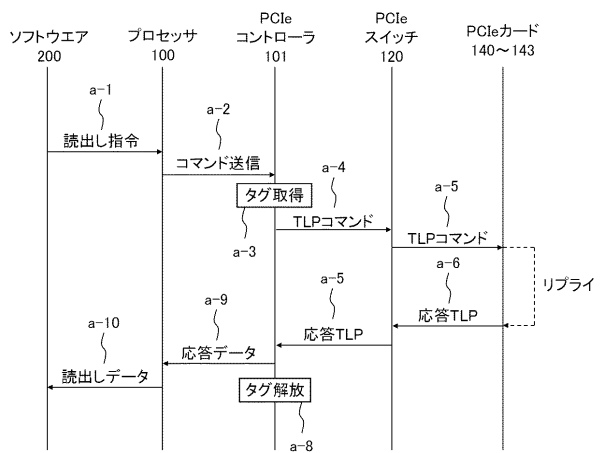 ソフトウエア
200
プロセッサ
100
PCIe
コントローラ
101
PCIe
スイッチ
120
PCIeカード
140～143
a-1
読出し指令
a-2
コマンド送信
タグ取得
a-3
a-4
TLPコマンド
a-5
TLPコマンド
リプライ
a-6
応答TLP
a-5
応答TLP
a-9
応答データ
a-10
読出しデータ
タグ解放
a-8